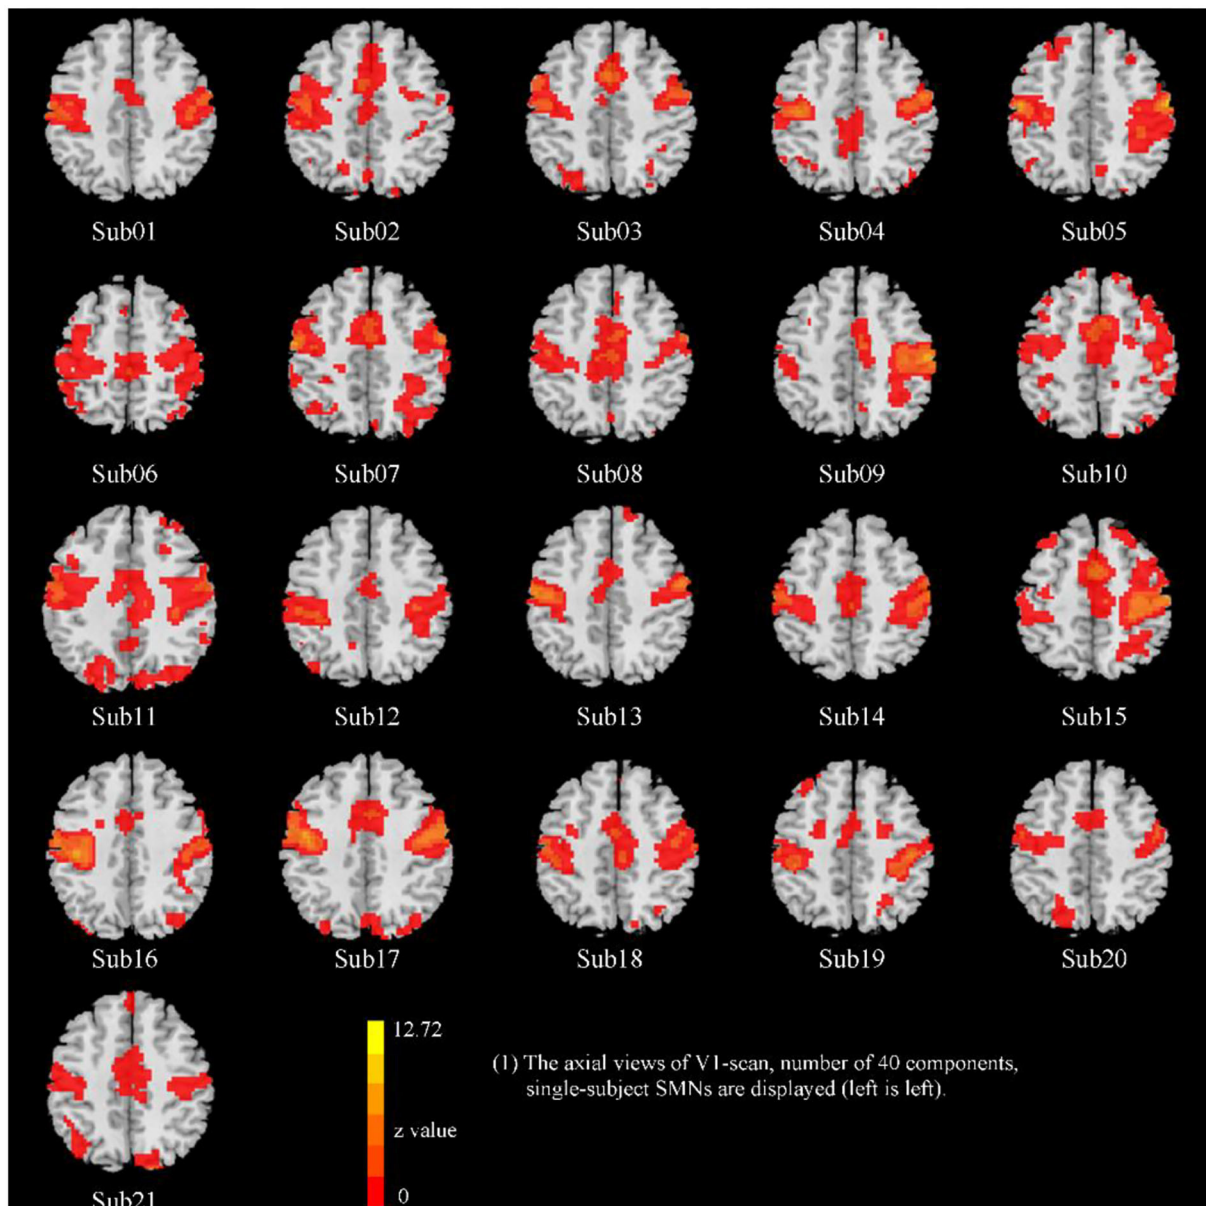 Sub01 Sub02 Sub03 Sub04 Sub05
Sub06 Sub07 Sub08 Sub09 Sub10
Sub11 Sub12 Sub13 Sub14 Sub15
Sub16 Sub17 Sub18 Sub19 Sub20
12.72
(1) The axial views of V1-scan, number of 40 components,
single-subject SMNs are displayed (left is left).
z value
0
Sub21